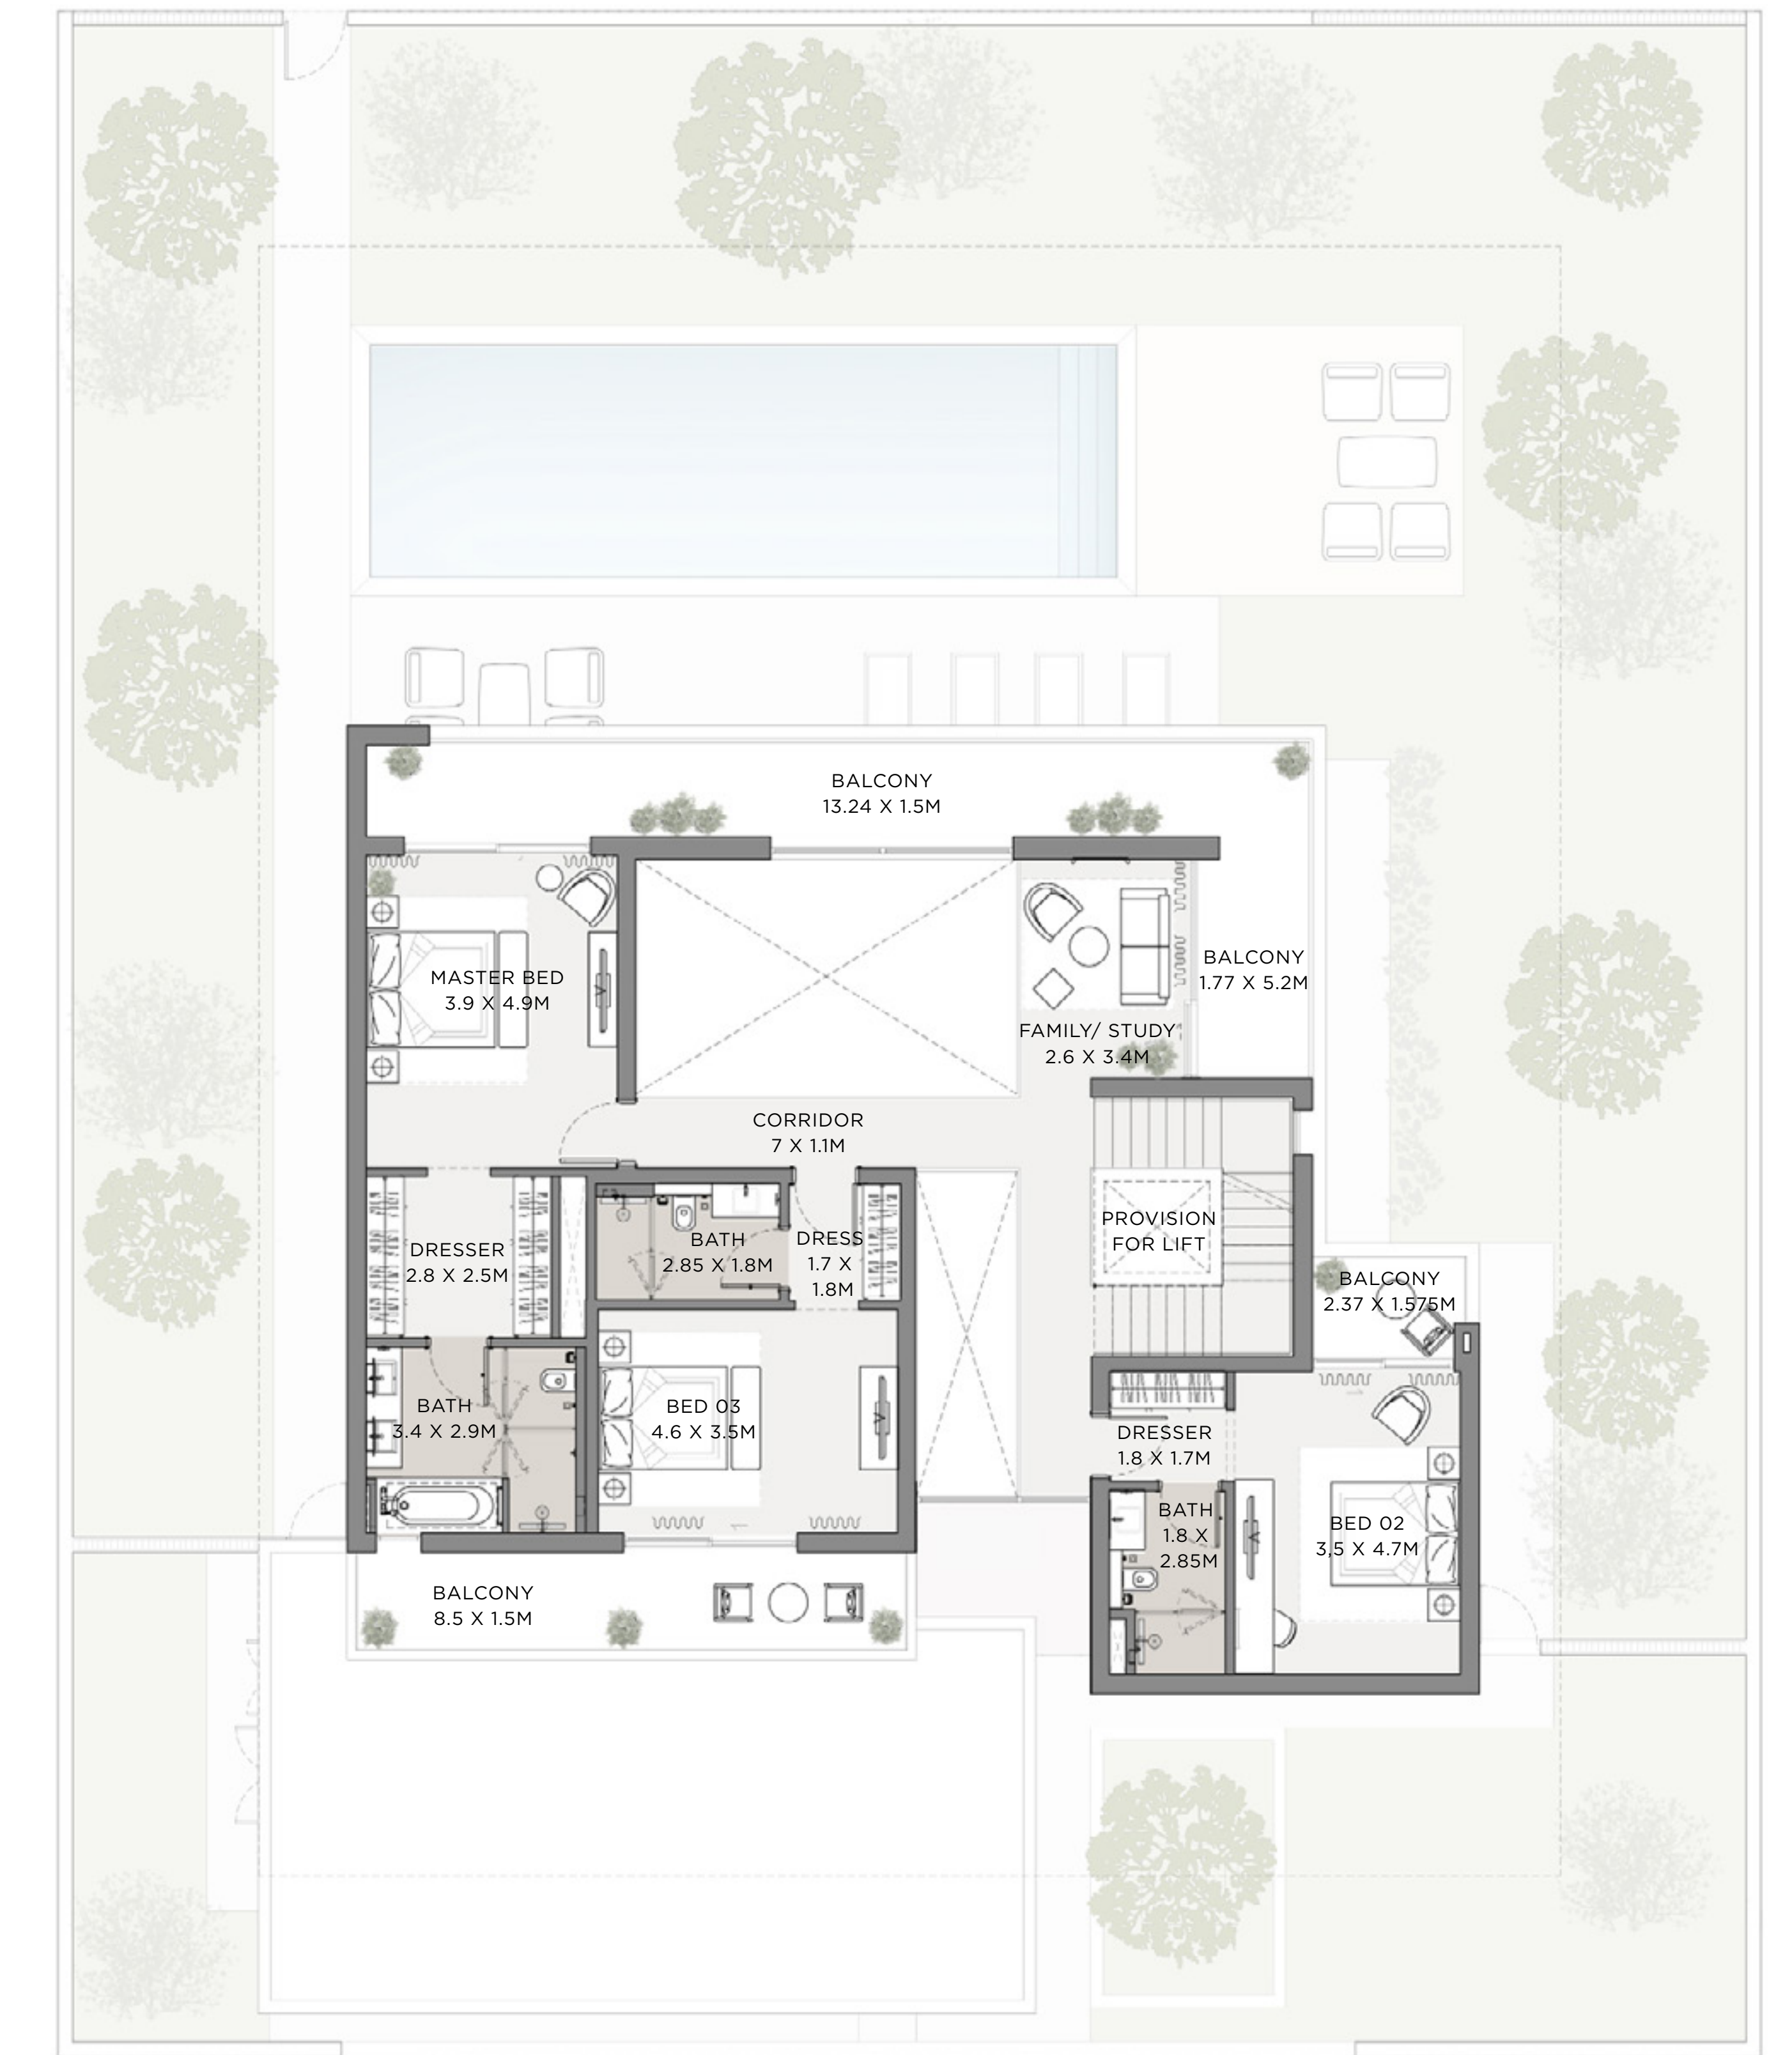 BALCONY
13.24 X 1.5M
MASTER BED
3.9 X 4.9M
BALCONY
1.77 X 5.2M
FAMILY/ STUDY
2.6 X 3.4M
CORRIDOR
7 X 1.1M
PROVISION
FOR LIFT
DRESSER
2.8 X 2.5M
BATH
2.85 X 1.8M
DRESS
1.7 X
1.8M
BALCONY
2.37 X 1.575M
BATH
3.4 X 2.9M
BED 03
4.6 X 3.5M
DRESSER
1.8 X 1.7M
BATH
1.8 X
2.85M
BED 02
3,5 X 4.7M
BALCONY
8.5 X 1.5M